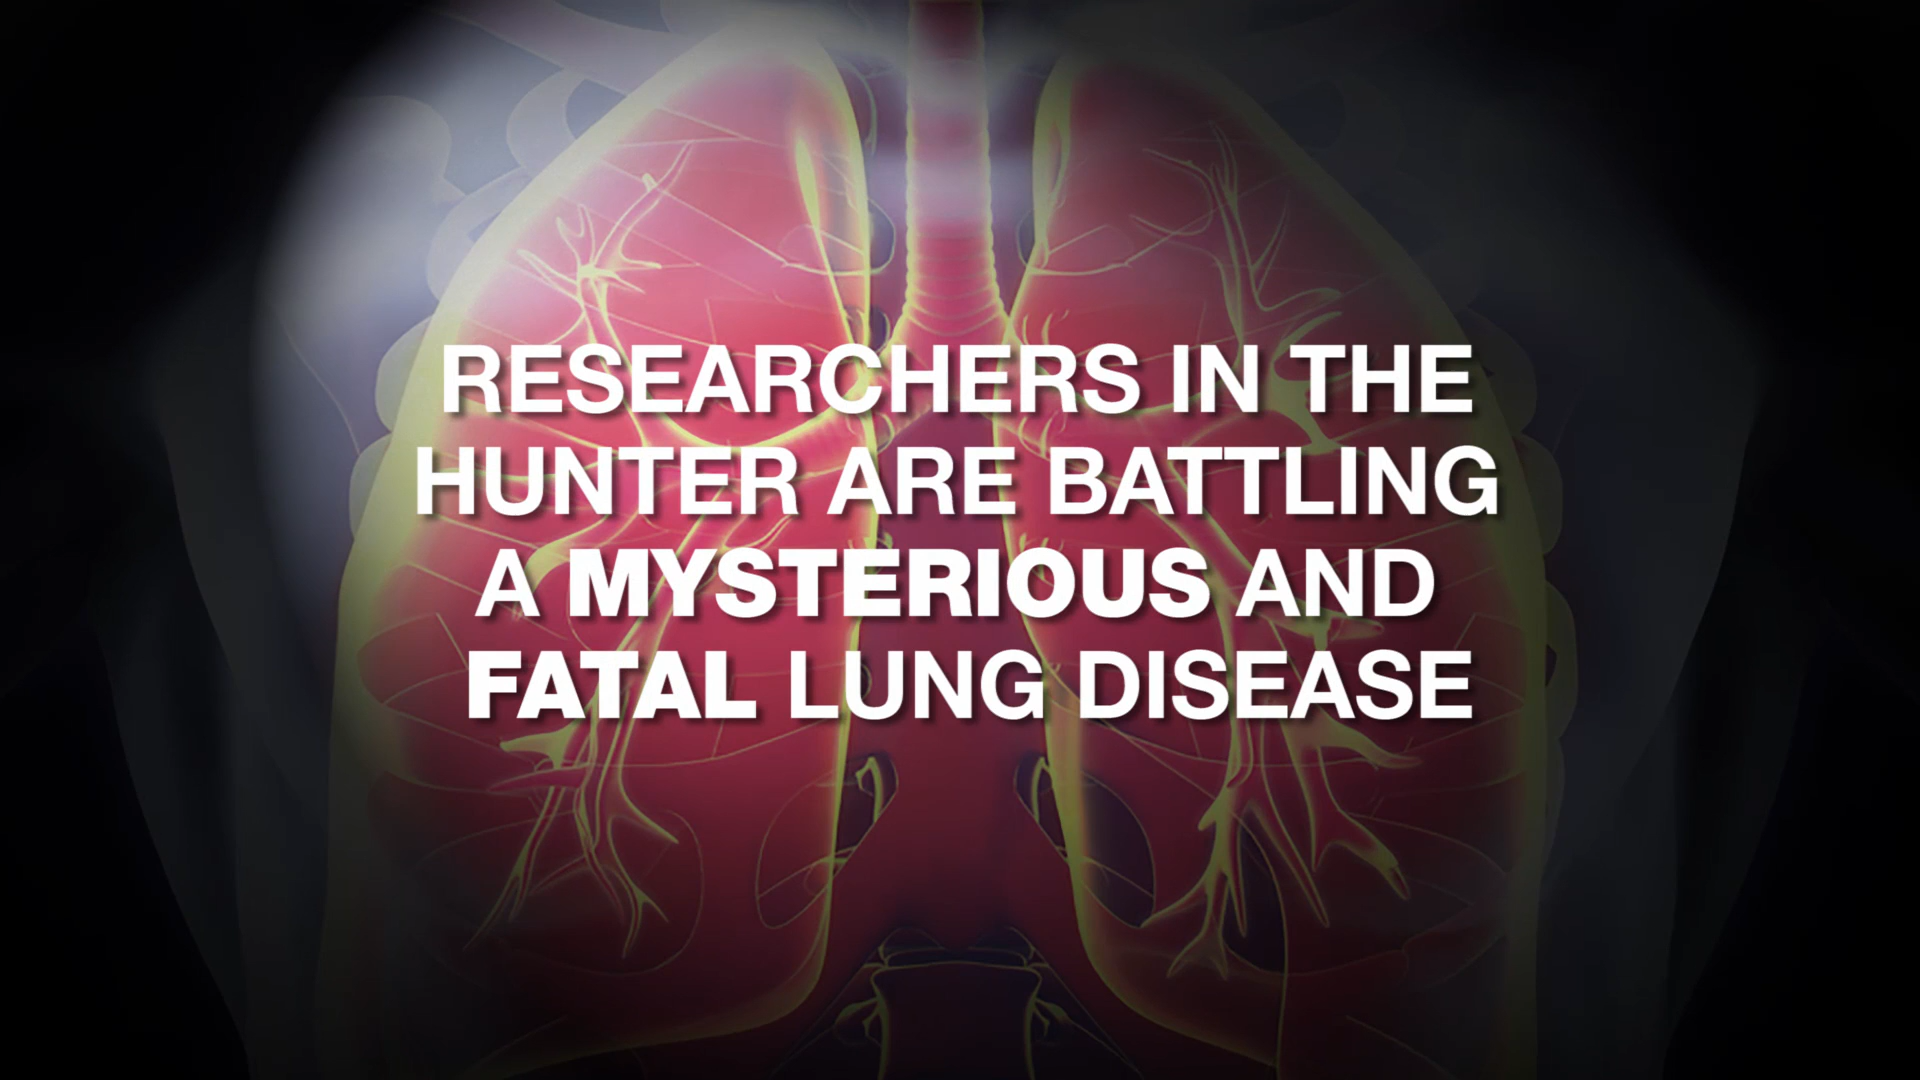 RESEARCHERS IN THE
HUNTER ARE BATTLING
A MYSTERIOUS AND
FATAL LUNG DISEASE